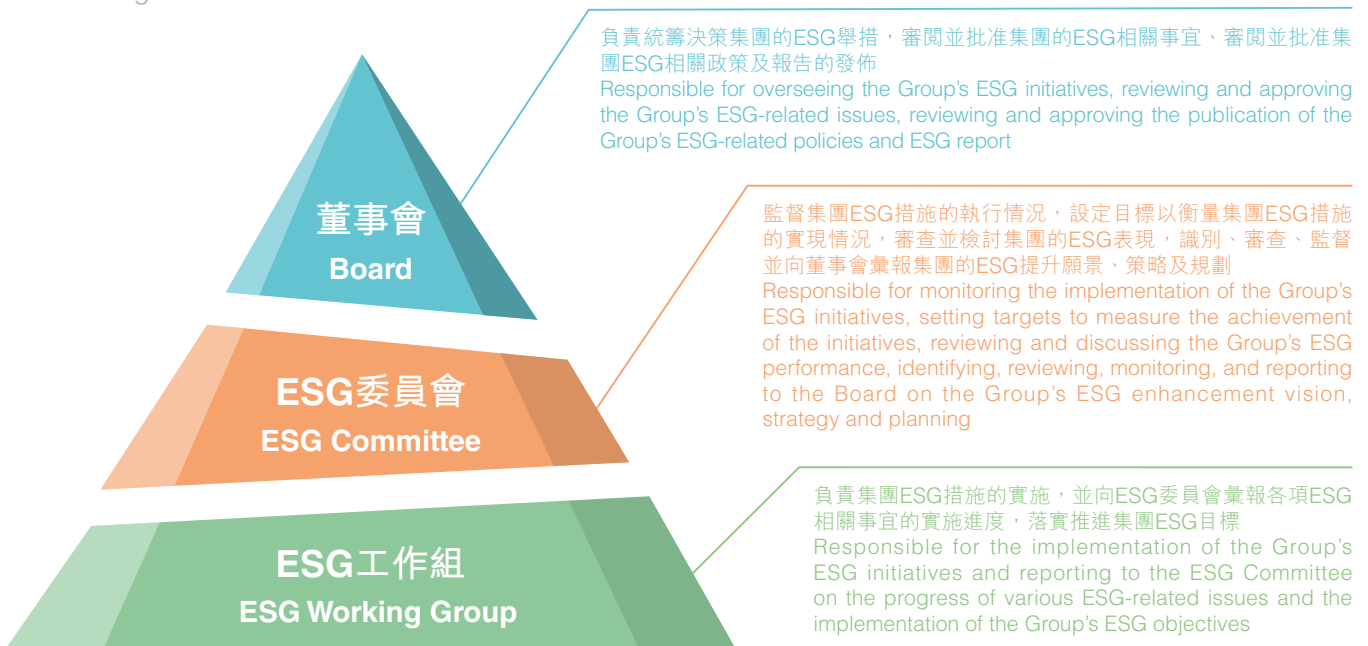 負責統籌決策集團的ESG舉措，審閱並批准集團的ESG相關事宜、審閱並批准集
團ESG相關政策及報告的發佈
Responsible for overseeing the Group's ESG initiatives, reviewing and approving
the Group's ESG-related issues, reviewing and approving the publication of the
Group's ESG-related policies and ESG report
董事會
Board
監督集團ESG措施的執行情況，設定目標以衡量集團ESG措施
的實現情況，審查並檢討集團的ESG表現，識別、審查、監督
並向董事會彙報集團的ESG提升願景、策略及規劃
Responsible for monitoring the implementation of the Group's
ESG initiatives, setting targets to measure the achievement
of the initiatives, reviewing and discussing the Group's ESG
performance, identifying, reviewing, monitoring, and reporting
to the Board on the Group's ESG enhancement vision,
strategy and planning
ESG委員會
ESG Committee
負責集團ESG措施的實施，並向ESG委員會彙報各項ESG
相關事宜的實施進度，落實推進集團ESG目標
Responsible for the implementation of the Group's
ESG initiatives and reporting to the ESG Committee
on the progress of various ESG-related issues and the
implementation of the Group's ESG objectives
ESG工作組
ESG Working Group